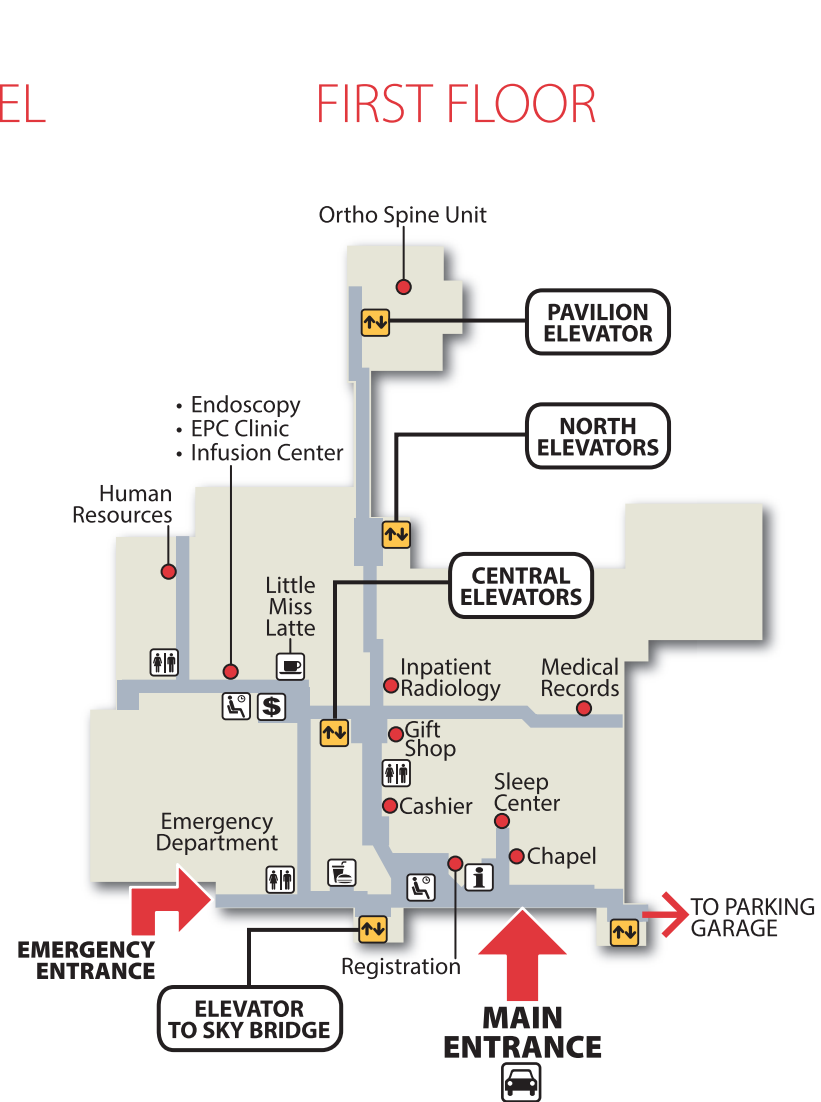 EL
FIRST FLOOR
Ortho Spine Unit
PAVILION
ELEVATOR
• Endoscopy
• EPC Clinic
• Infusion Center
NORTH
ELEVATORS
Human
Resources
CENTRAL
ELEVATORS
Little
Miss
Latte
Inpatient
Radiology
Medical
Records
$
Gift
Shop
Sleep
Center
Cashier
Emergency
Department
Chapel
i
TO PARKING
GARAGE
EMERGENCY
ENTRANCE
Registration
ELEVATOR
TO SKY BRIDGE
MAIN
ENTRANCE